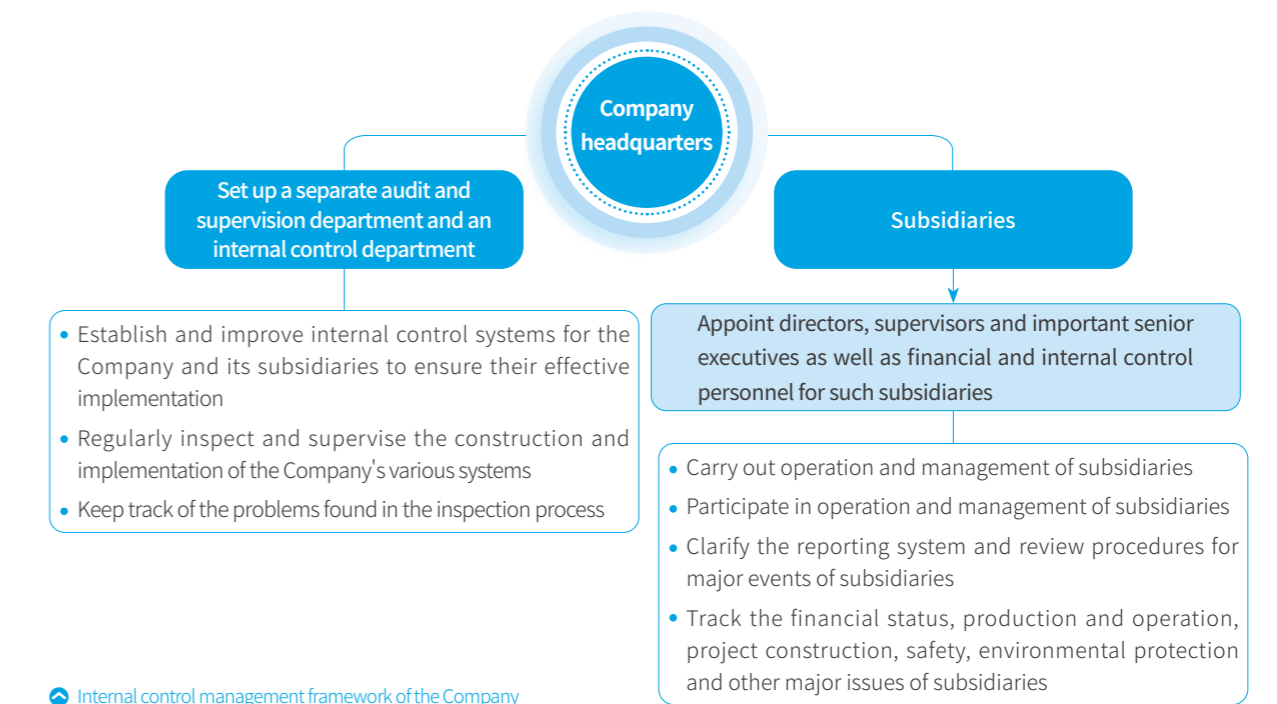 Company
headquarters
Set up a separate audit and
supervision department and an
internal control department
Subsidiaries
• Establish and improve internal control systems for the
Company and its subsidiaries to ensure their effective
implementation
• Regularly inspect and supervise the construction and
implementation of the Company's various systems
• Keep track of the problems found in the inspection process
Appoint directors, supervisors and important senior
executives as well as financial and internal control
personnel for such subsidiaries
• Carry out operation and management of subsidiaries
• Participate in operation and management of subsidiaries
• Clarify the reporting system and review procedures for
major events of subsidiaries
• Track the financial status, production and operation,
project construction, safety, environmental protection
and other major issues of subsidiaries
Internal control management framework of the Company